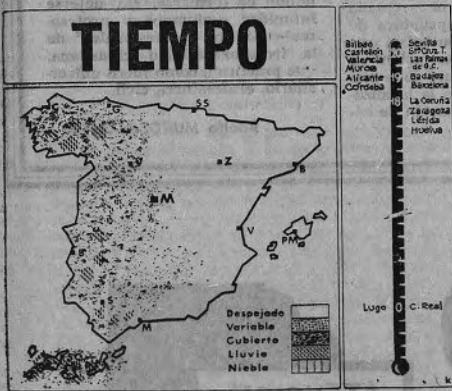 TIEMPO
G
SS
V
Z
B
M
V
PM
B
S
M
Despejado
Variable
Cubierto
Lluvia
Niebla
Bilbao
Castellón
Valencia
Murcia
Alicante
Córdoba
20
19
18
Sevilla
Stª Cruz T.
Las Palmas
de G.C.
Badajoz
Barcelona
La Coruña
Zaragoza
Lérida
Huelva
Lugo
0
C. Real